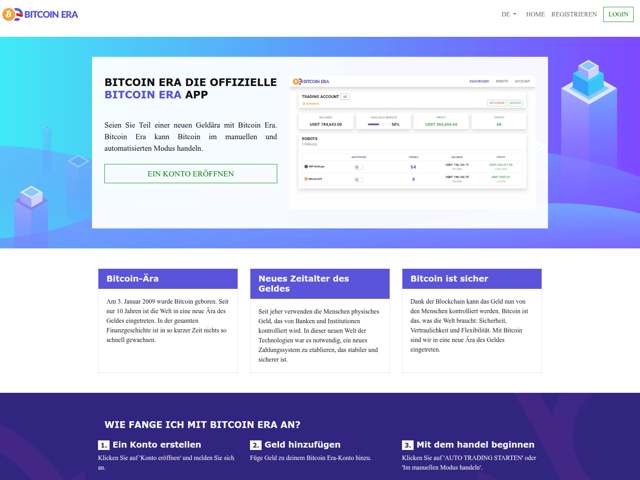 BITCOIN ERA
DE HOME REGISTRIEREN LOGIN
BITCOIN ERA DIE OFFIZIELLE
BITCOIN ERA APP
Seien Sie Teil einer neuen Geldära mit Bitcoin Era.
Bitcoin Era kann Bitcoin im manuellen und
automatisierten Modus handeln.
EIN KONTO ERÖFFNEN
BITCOIN ERA
TRADING ACCOUNT
ROBOTS
Bitcoin-Ära
Am 3. Januar 2009 wurde Bitcoin geboren. Seit
nur 10 Jahren ist die Welt in eine neue Ära des
Geldes eingetreten. In der gesamten
Finanzgeschichte ist in so kurzer Zeit nichts so
schnell gewachsen.
Neues Zeitalter des
Geldes
Seit jeher verwenden die Menschen physisches
Geld, das von Banken und Institutionen
kontrolliert wird. In dieser neuen Welt der
Technologien war es notwendig, ein neues
Zahlungssystem zu etablieren, das stabiler und
sicherer ist.
Bitcoin ist sicher
Dank der Blockchain kann das Geld nun von
den Menschen kontrolliert werden. Bitcoin ist
das, was die Welt braucht: Sicherheit,
Vertraulichkeit und Flexibilität. Mit Bitcoin
sind wir in eine neue Ära des Geldes
eingetreten.
WIE FANGE ICH MIT BITCOIN ERA AN?
1. Ein Konto erstellen
Klicken Sie auf 'Konto eröffnen' und melden Sie sich
an.
2. Geld hinzufügen
Füge Geld zu deinem Bitcoin Era-Konto hinzu.
3. Mit dem handel beginnen
Klicken Sie auf 'AUTO TRADING STARTEN' oder
'Im manuellen Modus handeln'.